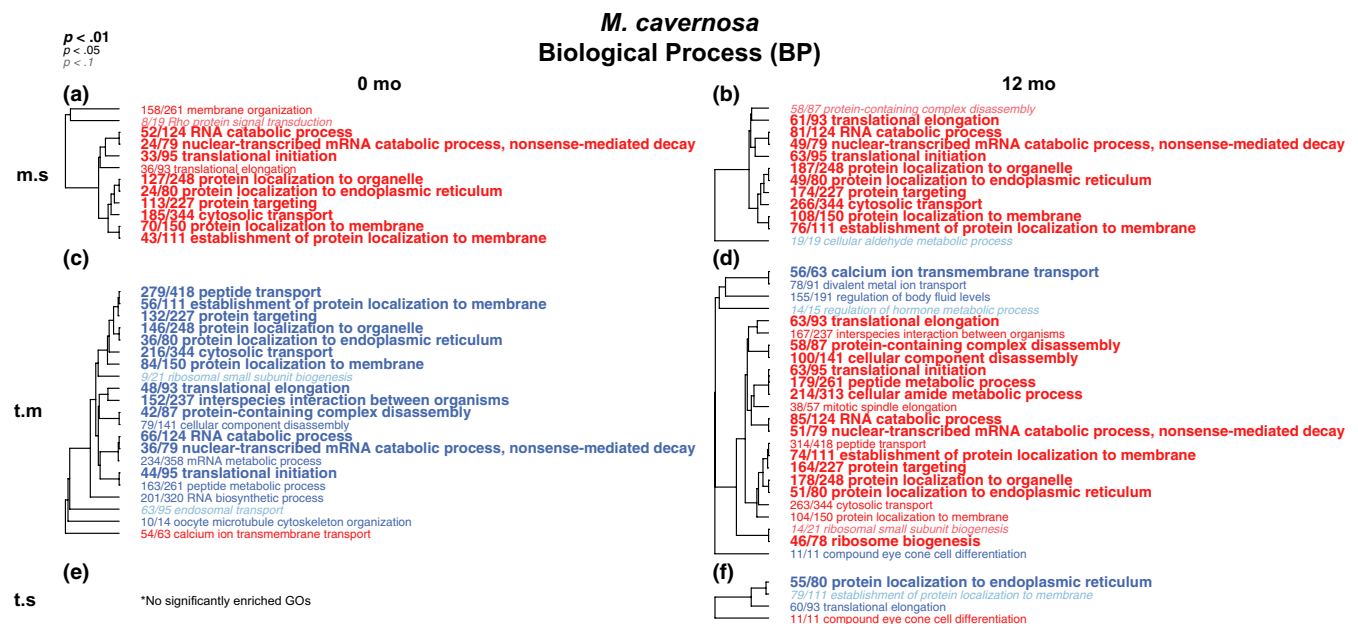 M. cavernosa
Biological Process (BP)
p < .01
p < .05
p < .1
0 mo
12 mo
(a)
m.s
158/261 membrane organization
8/19 Rho protein signal transduction
52/124 RNA catabolic process
24/79 nuclear-transcribed mRNA catabolic process, nonsense-mediated decay
33/95 translational initiation
36/93 translational elongation
127/248 protein localization to organelle
24/80 protein localization to endoplasmic reticulum
113/227 protein targeting
185/344 cytosolic transport
70/150 protein localization to membrane
43/111 establishment of protein localization to membrane
(b)
58/87 protein-containing complex disassembly
61/93 translational elongation
81/124 RNA catabolic process
49/79 nuclear-transcribed mRNA catabolic process, nonsense-mediated decay
63/95 translational initiation
187/248 protein localization to organelle
49/80 protein localization to endoplasmic reticulum
174/227 protein targeting
266/344 cytosolic transport
108/150 protein localization to membrane
76/111 establishment of protein localization to membrane
19/19 cellular aldehyde metabolic process
(c)
t.m
279/418 peptide transport
56/111 establishment of protein localization to membrane
132/227 protein targeting
146/248 protein localization to organelle
36/80 protein localization to endoplasmic reticulum
216/344 cytosolic transport
84/150 protein localization to membrane
9/21 ribosomal small subunit biogenesis
48/93 translational elongation
152/237 interspecies interaction between organisms
42/87 protein-containing complex disassembly
79/141 cellular component disassembly
66/124 RNA catabolic process
36/79 nuclear-transcribed mRNA catabolic process, nonsense-mediated decay
234/358 mRNA metabolic process
44/95 translational initiation
163/261 peptide metabolic process
201/320 RNA biosynthetic process
63/95 endosomal transport
10/14 oocyte microtubule cytoskeleton organization
54/63 calcium ion transmembrane transport
(d)
56/63 calcium ion transmembrane transport
78/91 divalent metal ion transport
155/191 regulation of body fluid levels
14/15 regulation of hormone metabolic process
63/93 translational elongation
167/237 interspecies interaction between organisms
58/87 protein-containing complex disassembly
100/141 cellular component disassembly
63/95 translational initiation
179/261 peptide metabolic process
214/313 cellular amide metabolic process
38/57 mitotic spindle elongation
85/124 RNA catabolic process
51/79 nuclear-transcribed mRNA catabolic process, nonsense-mediated decay
314/418 peptide transport
74/111 establishment of protein localization to membrane
164/227 protein targeting
178/248 protein localization to organelle
51/80 protein localization to endoplasmic reticulum
263/344 cytosolic transport
104/150 protein localization to membrane
14/21 ribosomal small subunit biogenesis
46/78 ribosome biogenesis
11/11 compound eye cone cell differentiation
(e)
t.s
*No significantly enriched GOs
(f)
55/80 protein localization to endoplasmic reticulum
79/111 establishment of protein localization to membrane
60/93 translational elongation
11/11 compound eye cone cell differentiation